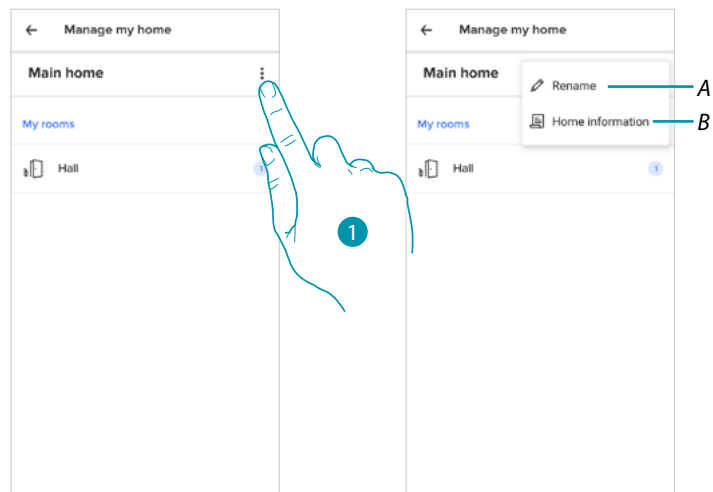 Manage my home
Main home
My rooms
Hall
1
1
Manage my home
Main home
Rename
A
My rooms
Home information
B
Hall
1